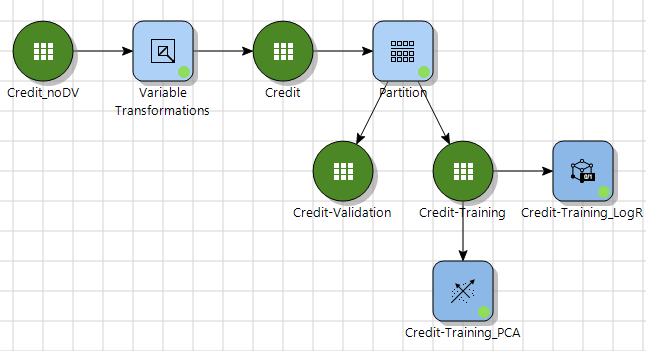 Credit_noDV
Variable
Transformations
Credit
Partition
Credit-Validation
Credit-Training
Credit-Training_LogR
Credit-Training_PCA